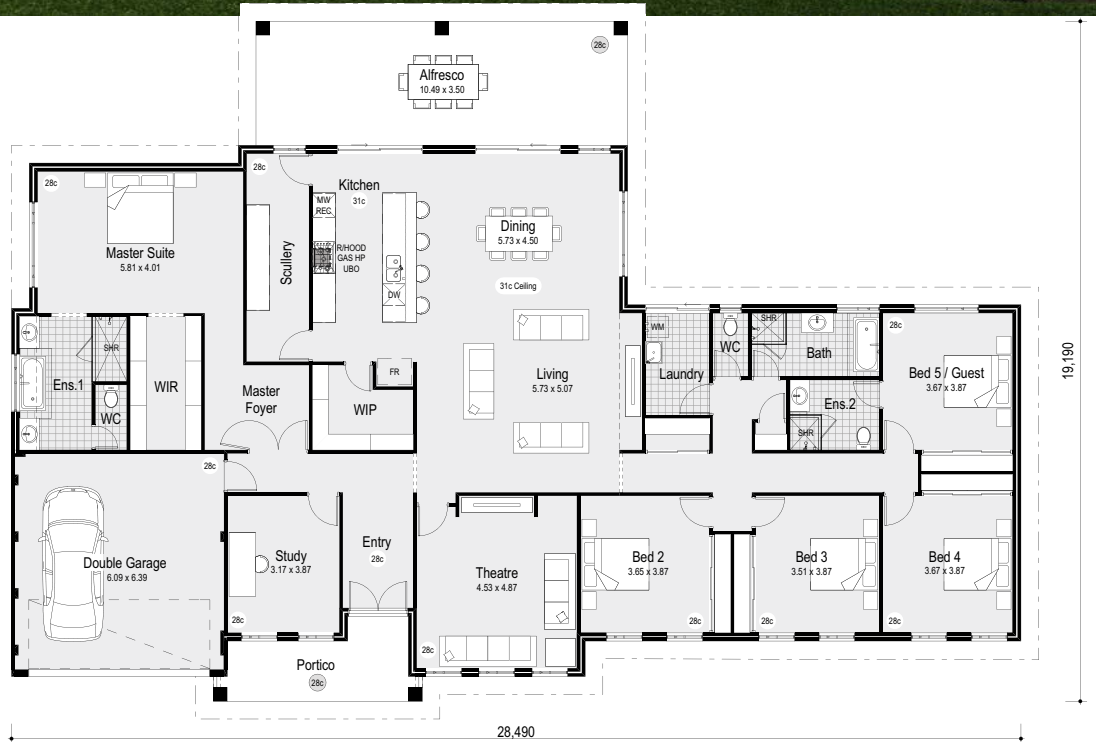 28c
Alfresco
10.49 x 3.50
28c
28c
Kitchen
31c
MW
REC
R/HOOD
GAS HP
UBO
DW
Scullery
Dining
5.73 x 4.50
31c Ceiling
Master Suite
5.81 x 4.01
SHR
Ens.1
WC
WIR
Master
Foyer
FR
WIP
Living
5.73 x 5.07
WM
Laundry
WC
SHR
Bath
28c
Bed 5 / Guest
3.67 x 3.87
Ens.2
SHR
19,190
28c
Double Garage
6.09 x 6.39
Study
3.17 x 3.87
28c
Entry
28c
Theatre
4.53 x 4.87
28c
Bed 2
3.65 x 3.87
28c
Bed 3
3.51 x 3.87
28c
Bed 4
3.67 x 3.87
28c
Portico
28c
28,490